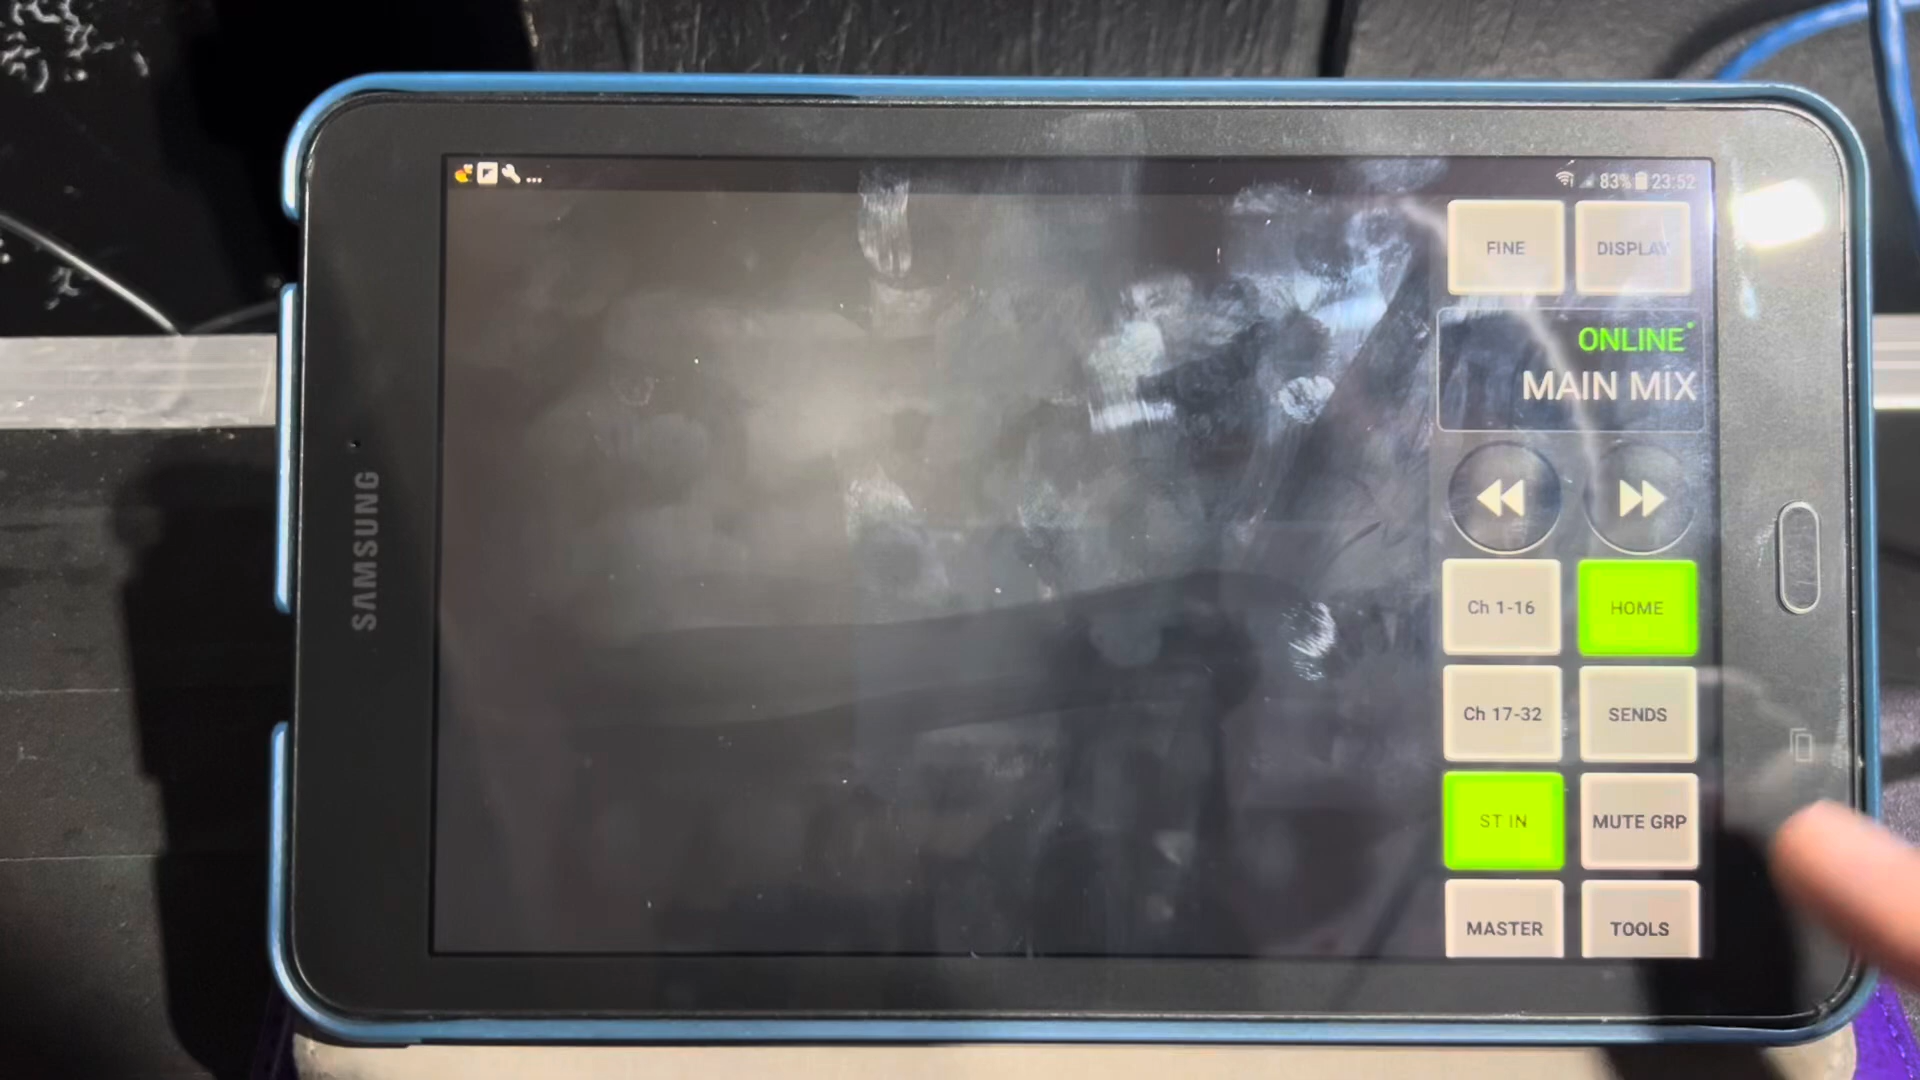 SAMSUNG
...
83% 23:52
FINE DISPLAY
ONLINE
MAIN MIX
Ch 1-16 HOME
Ch 17-32 SENDS
ST IN MUTE GRP
MASTER TOOLS